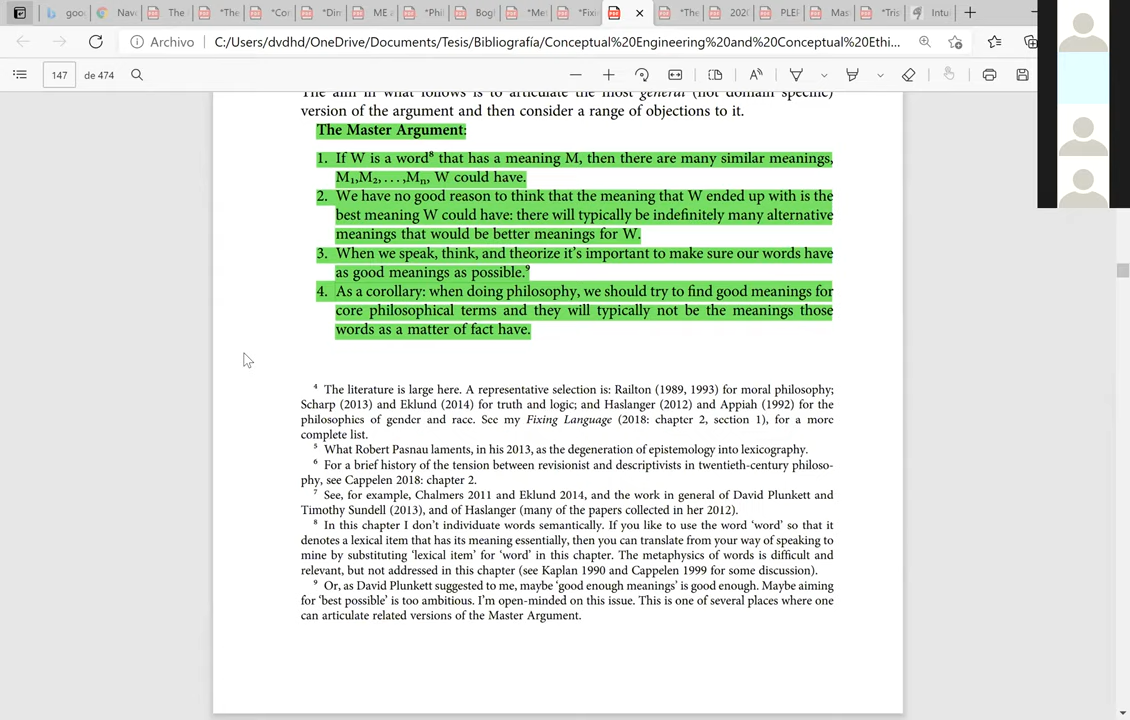 goo
Nav
The
*The
*Cor
*Din
ME a
*Phil
Bog
*Me
*Fix
*The
202
PLEF
Mas
*Tris
Intu
Archivo
C:/Users/dvdhd/OneDrive/Documents/Tesis/Bibliografía/Conceptual%20Engineering%20and%20Conceptual%20Ethi...
147
de 474
The aim in what follows is to articulate the most general (not domain specific)
version of the argument and then consider a range of objections to it.
The Master Argument:
1. If W is a word⁸ that has a meaning M, then there are many similar meanings,
M₁,M₂,...,Mₙ, W could have.
2. We have no good reason to think that the meaning that W ended up with is the
best meaning W could have: there will typically be indefinitely many alternative
meanings that would be better meanings for W.
3. When we speak, think, and theorize it's important to make sure our words have
as good meanings as possible.⁹
4. As a corollary: when doing philosophy, we should try to find good meanings for
core philosophical terms and they will typically not be the meanings those
words as a matter of fact have.
⁴ The literature is large here. A representative selection is: Railton (1989, 1993) for moral philosophy;
Scharp (2013) and Eklund (2014) for truth and logic; and Haslanger (2012) and Appiah (1992) for the
philosophies of gender and race. See my Fixing Language (2018: chapter 2, section 1), for a more
complete list.
⁵ What Robert Pasnau laments, in his 2013, as the degeneration of epistemology into lexicography.
⁶ For a brief history of the tension between revisionist and descriptivists in twentieth-century philoso-
phy, see Cappelen 2018: chapter 2.
⁷ See, for example, Chalmers 2011 and Eklund 2014, and the work in general of David Plunkett and
Timothy Sundell (2013), and of Haslanger (many of the papers collected in her 2012).
⁸ In this chapter I don't individuate words semantically. If you like to use the word 'word' so that it
denotes a lexical item that has its meaning essentially, then you can translate from your way of speaking to
mine by substituting 'lexical item' for 'word' in this chapter. The metaphysics of words is difficult and
relevant, but not addressed in this chapter (see Kaplan 1990 and Cappelen 1999 for some discussion).
⁹ Or, as David Plunkett suggested to me, maybe 'good enough meanings' is good enough. Maybe aiming
for 'best possible' is too ambitious. I'm open-minded on this issue. This is one of several places where one
can articulate related versions of the Master Argument.